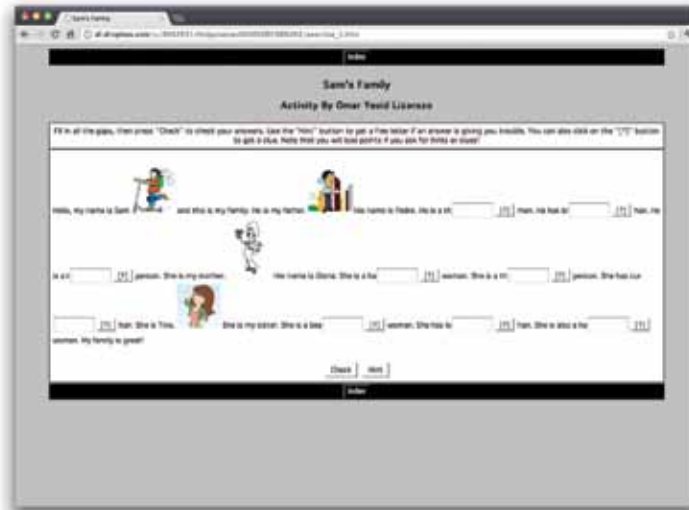 Sam's Family
Index
Sam's Family
Activity By Omar Yesid Lizarazo
Fill in all the gaps, then press "Check" to check your answers. Use the "Hint" button to get a free letter if an answer is giving you trouble. You can also click on the "[?]" button
to get a clue. Note that you will lose points if you ask for hints or clues!
Hello, my name is Sam and this is my family. He is my father. His name is Pedro. He is a th [?] man. He has bl [?] hair. He
is a r [?] person. She is my mother. Her name is Gloria. She is a ha [?] woman. She is a th [?] person. She has cur
[?] hair. She is Tina. She is my sister. She is a bea [?] woman. She has lo [?] hair. She is also a ha [?]
woman. My family is great!
Check Hint
Index